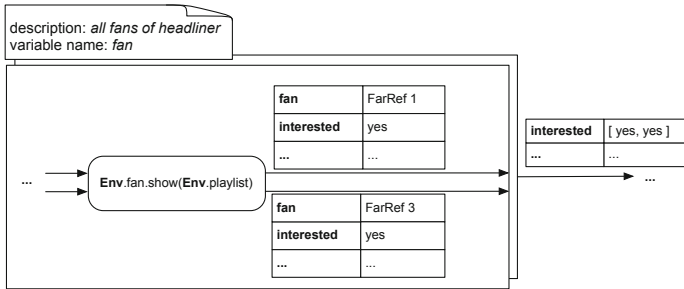 description: all fans of headliner
variable name: fan
fan FarRef 1
interested yes
... ...
interested [ yes, yes ]
... ...
... Env.fan.show(Env.playlist) ...
fan FarRef 3
interested yes
... ...